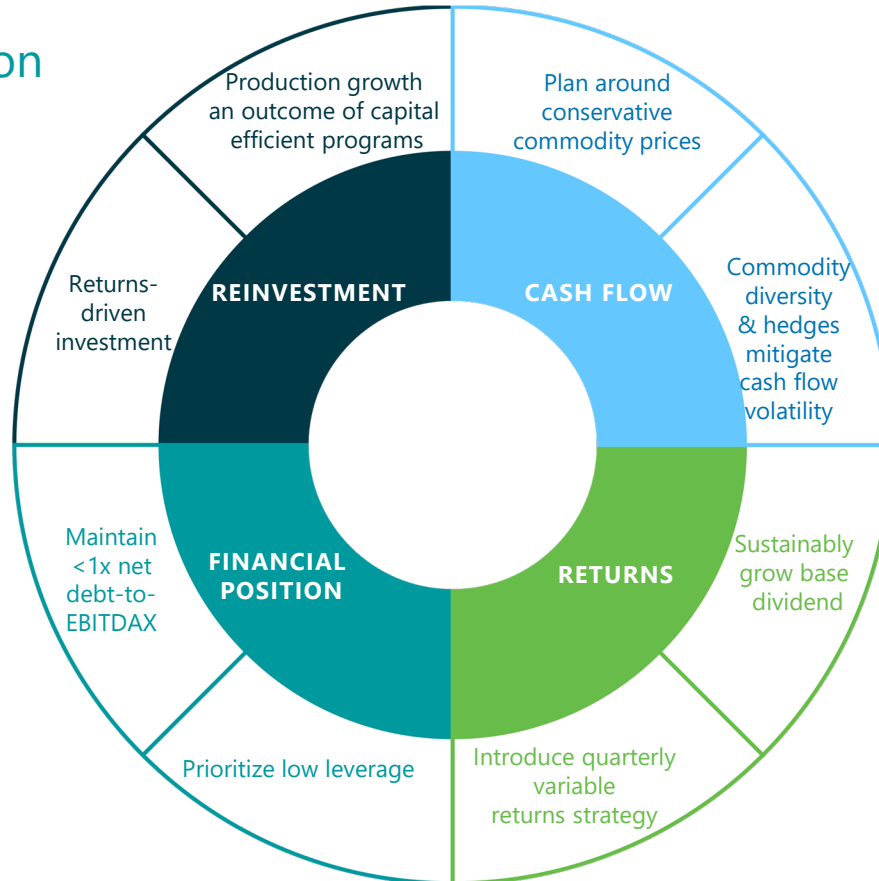 on
Production growth
an outcome of capital
efficient programs
Plan around
conservative
commodity prices
Returns-
driven
investment
REINVESTMENT
CASH FLOW
Commodity
diversity
& hedges
mitigate
cash flow
volatility
Maintain
<1x net
debt-to-
EBITDAX
FINANCIAL
POSITION
RETURNS
Sustainably
grow base
dividend
Prioritize low leverage
Introduce quarterly
variable
returns strategy